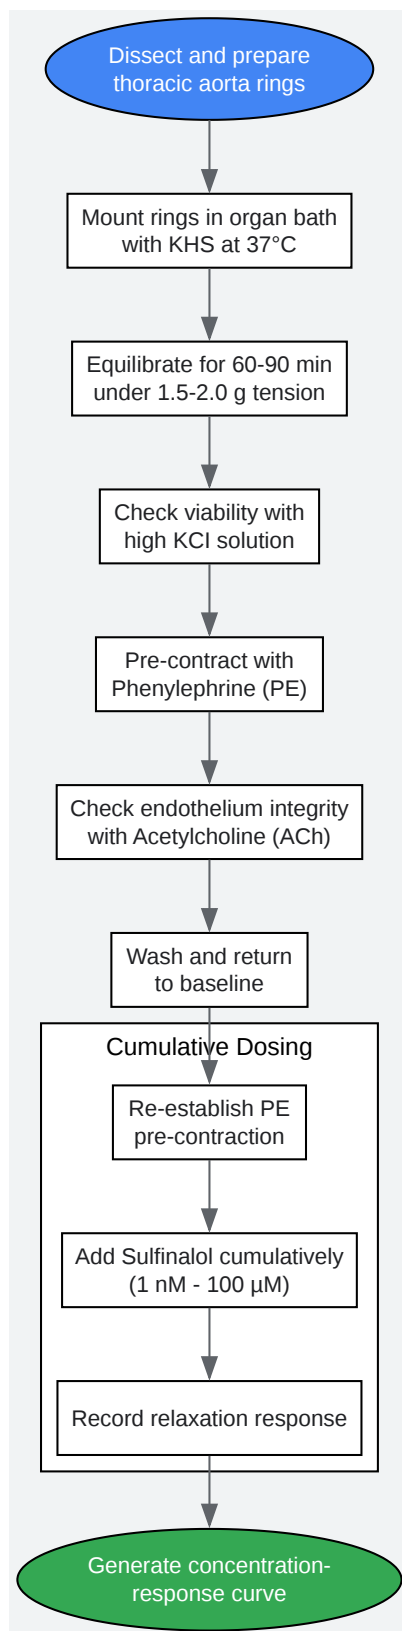 Dissect and prepare
thoracic aorta rings
Mount rings in organ bath
with KHS at 37°C
Equilibrate for 60-90 min
under 1.5-2.0 g tension
Check viability with
high KCl solution
Pre-contract with
Phenylephrine (PE)
Check endothelium integrity
with Acetylcholine (ACh)
Wash and return
to baseline
Cumulative Dosing
Re-establish PE
pre-contraction
Add Sulfinalol cumulatively
(1 nM - 100 µM)
Record relaxation response
Generate concentration-
response curve